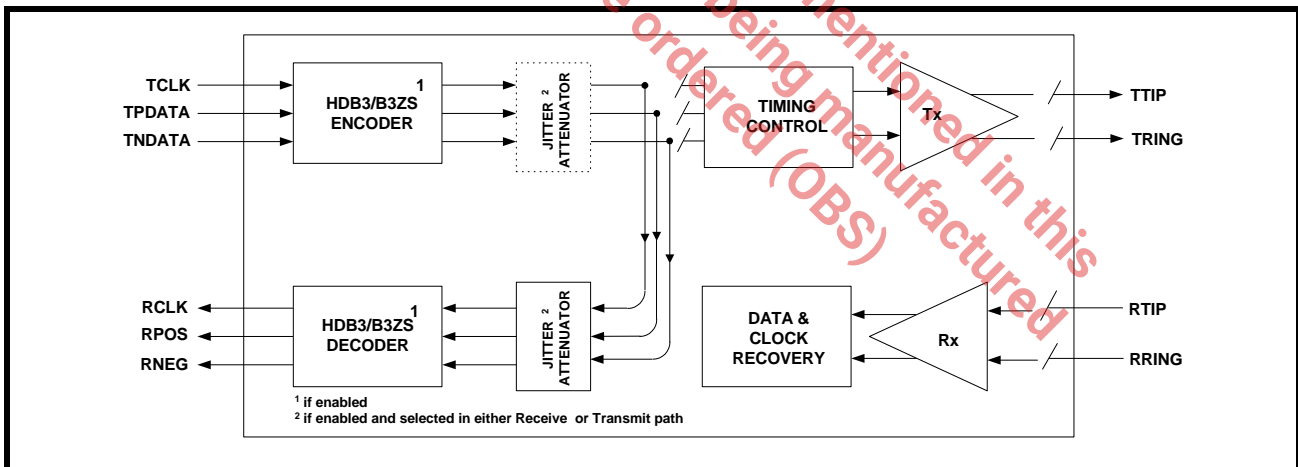 TCLK
TPDATA
TNDATA
1
HDB3/B3ZS
ENCODER
JITTER 2
ATTENUATOR
TIMING
CONTROL
Tx
TTIP
TRING
RCLK
RPOS
RNEG
1
HDB3/B3ZS
DECODER
JITTER 2
ATTENUATOR
DATA &
CLOCK
RECOVERY
Rx
RTIP
RRING
1 if enabled
2 if enabled and selected in either Receive or Transmit path
mentioned in this
being manufactured
ordered (OBS)